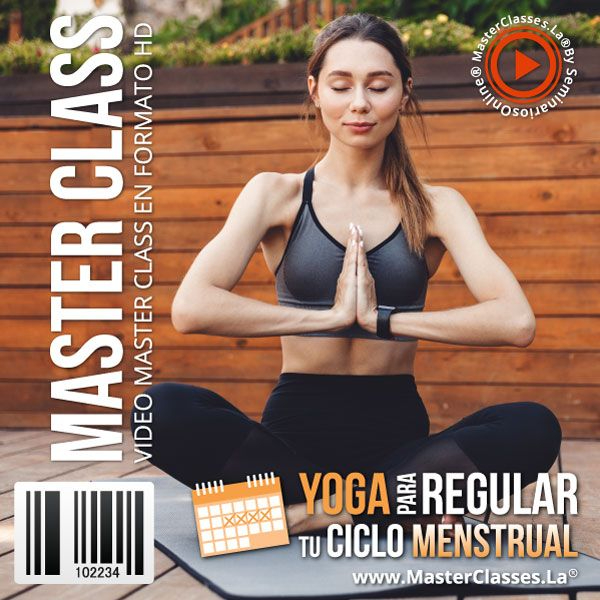 MASTER CLASS
VIDEO MASTER CLASS EN FORMATO HD
MasterClasses.La® By SeminariosOnline®
YOGA PARA REGULAR
TU CICLO MENSTRUAL
XXXX
102234
www.MasterClasses.La®